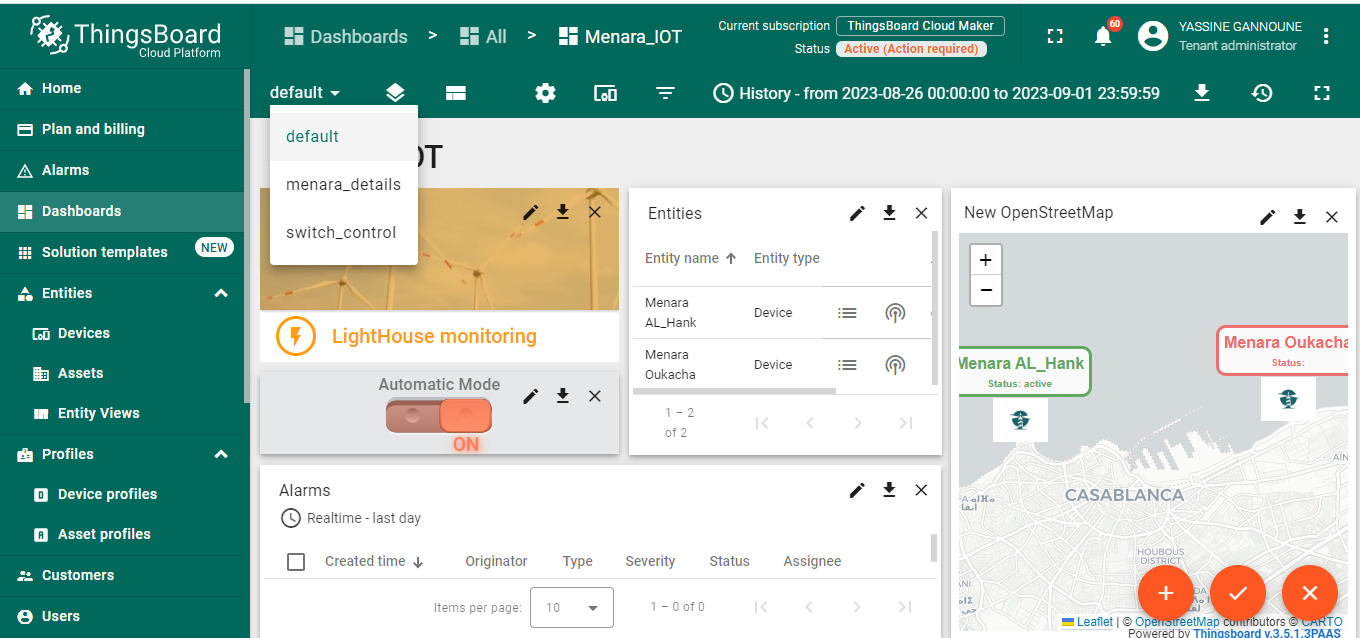 ThingsBoard
Cloud Platform
Dashboards > All > Menara_IOT
Current subscription ThingsBoard Cloud Maker
Status Active (Action required)
60
YASSINE GANNOUNE
Tenant administrator
Home
Plan and billing
Alarms
Dashboards
Solution templates NEW
Entities
Devices
Assets
Entity Views
Profiles
D Device profiles
A Asset profiles
Customers
Users
default
History - from 2023-08-26 00:00:00 to 2023-09-01 23:59:59
default
menara_details
switch_control
OT
LightHouse monitoring
Automatic Mode
ON
Entities
Entity name Entity type
Menara
AL_Hank
Device
Menara
Oukacha
Device
1 – 2
of 2
Alarms
Realtime - last day
Created time Originator Type Severity Status Assignee
Items per page: 10 1 – 0 of 0
New OpenStreetMap
+
−
Menara Oukacha
Status:
Menara AL_Hank
Status: active
CASABLANCA
HOUBOUS
DISTRICT
Leaflet | © OpenStreetMap contributors © CARTO
Powered by Thingsboard v.3.5.1.3PAAS